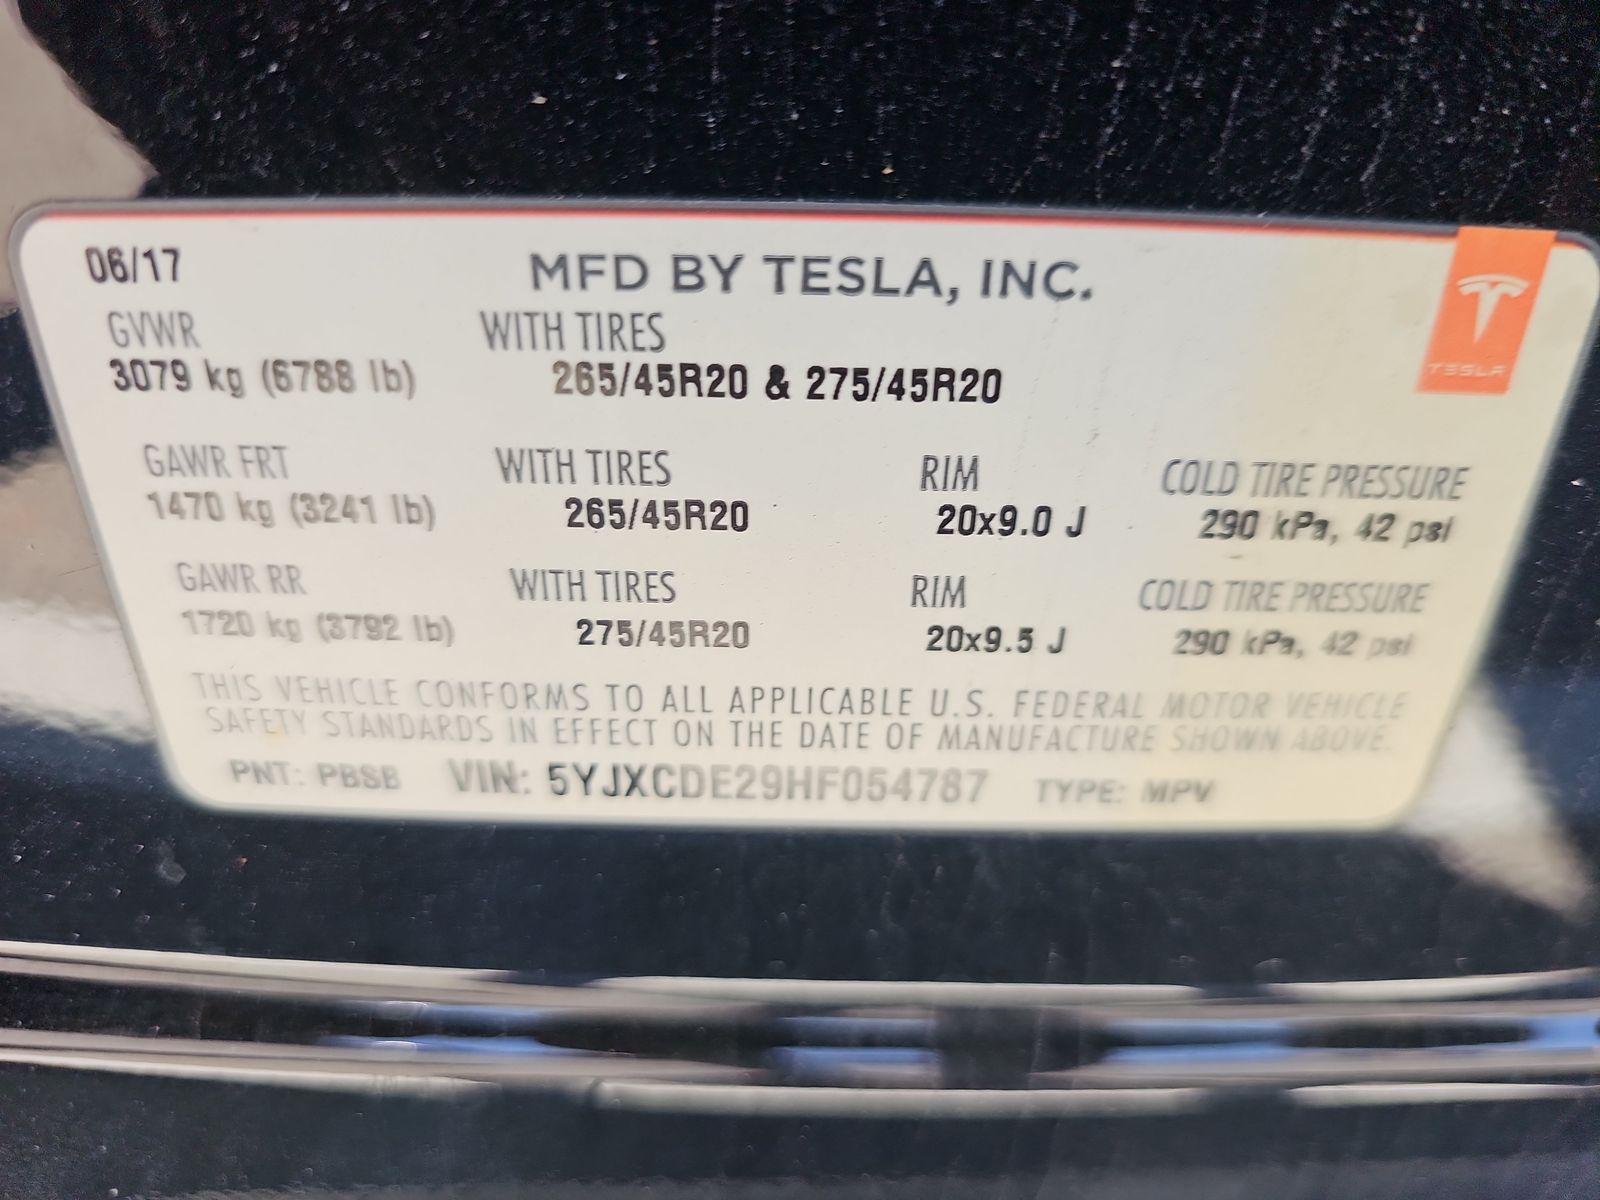 06/17 MFD BY TESLA, INC.
TESLA
GVWR WITH TIRES
3079 kg (6788 lb) 265/45R20 & 275/45R20
GAWR FRT WITH TIRES RIM COLD TIRE PRESSURE
1470 kg (3241 lb) 265/45R20 20x9.0 J 290 kPa, 42 psi
GAWR RR WITH TIRES RIM COLD TIRE PRESSURE
1720 kg (3792 lb) 275/45R20 20x9.5 J 290 kPa, 42 psi
THIS VEHICLE CONFORMS TO ALL APPLICABLE U.S. FEDERAL MOTOR VEHICLE
SAFETY STANDARDS IN EFFECT ON THE DATE OF MANUFACTURE SHOWN ABOVE.
PNT: PBSB VIN: 5YJXCDE29HF054787 TYPE: MPV